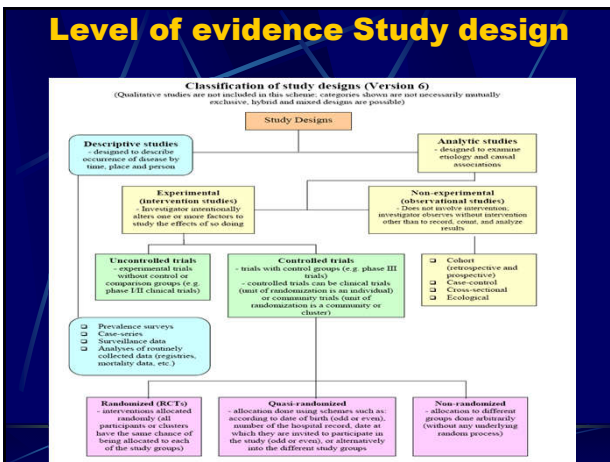 Level of evidence Study design
Classification of study designs (Version 6)
(Qualitative studies are not included in this scheme; categories shown are not necessarily mutually
exclusive, hybrid and mixed designs are possible)
Study Designs
Descriptive studies
- designed to describe
occurrence of disease by
time, place and person
Analytic studies
- designed to examine
etiology and causal
associations
Experimental
(intervention studies)
- Investigator intentionally
alters one or more factors to
study the effects of so doing
Non-experimental
(observational studies)
- Does not involve intervention;
investigator observes without intervention
other than to record, count, and analyze
results
Uncontrolled trials
- experimental trials
without control or
comparison groups (e.g.
phase I/II clinical trials)
Controlled trials
- trials with control groups (e.g. phase III
trials)
- controlled trials can be clinical trials
(unit of randomization is an individual)
or community trials (unit of
randomization is a community or
cluster)
Cohort
(retrospective and
prospective)
Case-control
Cross-sectional
Ecological
Prevalence surveys
Case-series
Surveillance data
Analyses of routinely
collected data (registries,
mortality data, etc.)
Randomized (RCTs)
- interventions allocated
randomly (all
participants or clusters
have the same chance of
being allocated to each
of the study groups)
Quasi-randomized
- allocation done using schemes such as:
according to date of birth (odd or even),
number of the hospital record, date at
which they are invited to participate in
the study (odd or even), or alternatively
into the different study groups
Non-randomized
- allocation to different
groups done arbitrarily
(without any underlying
random process)